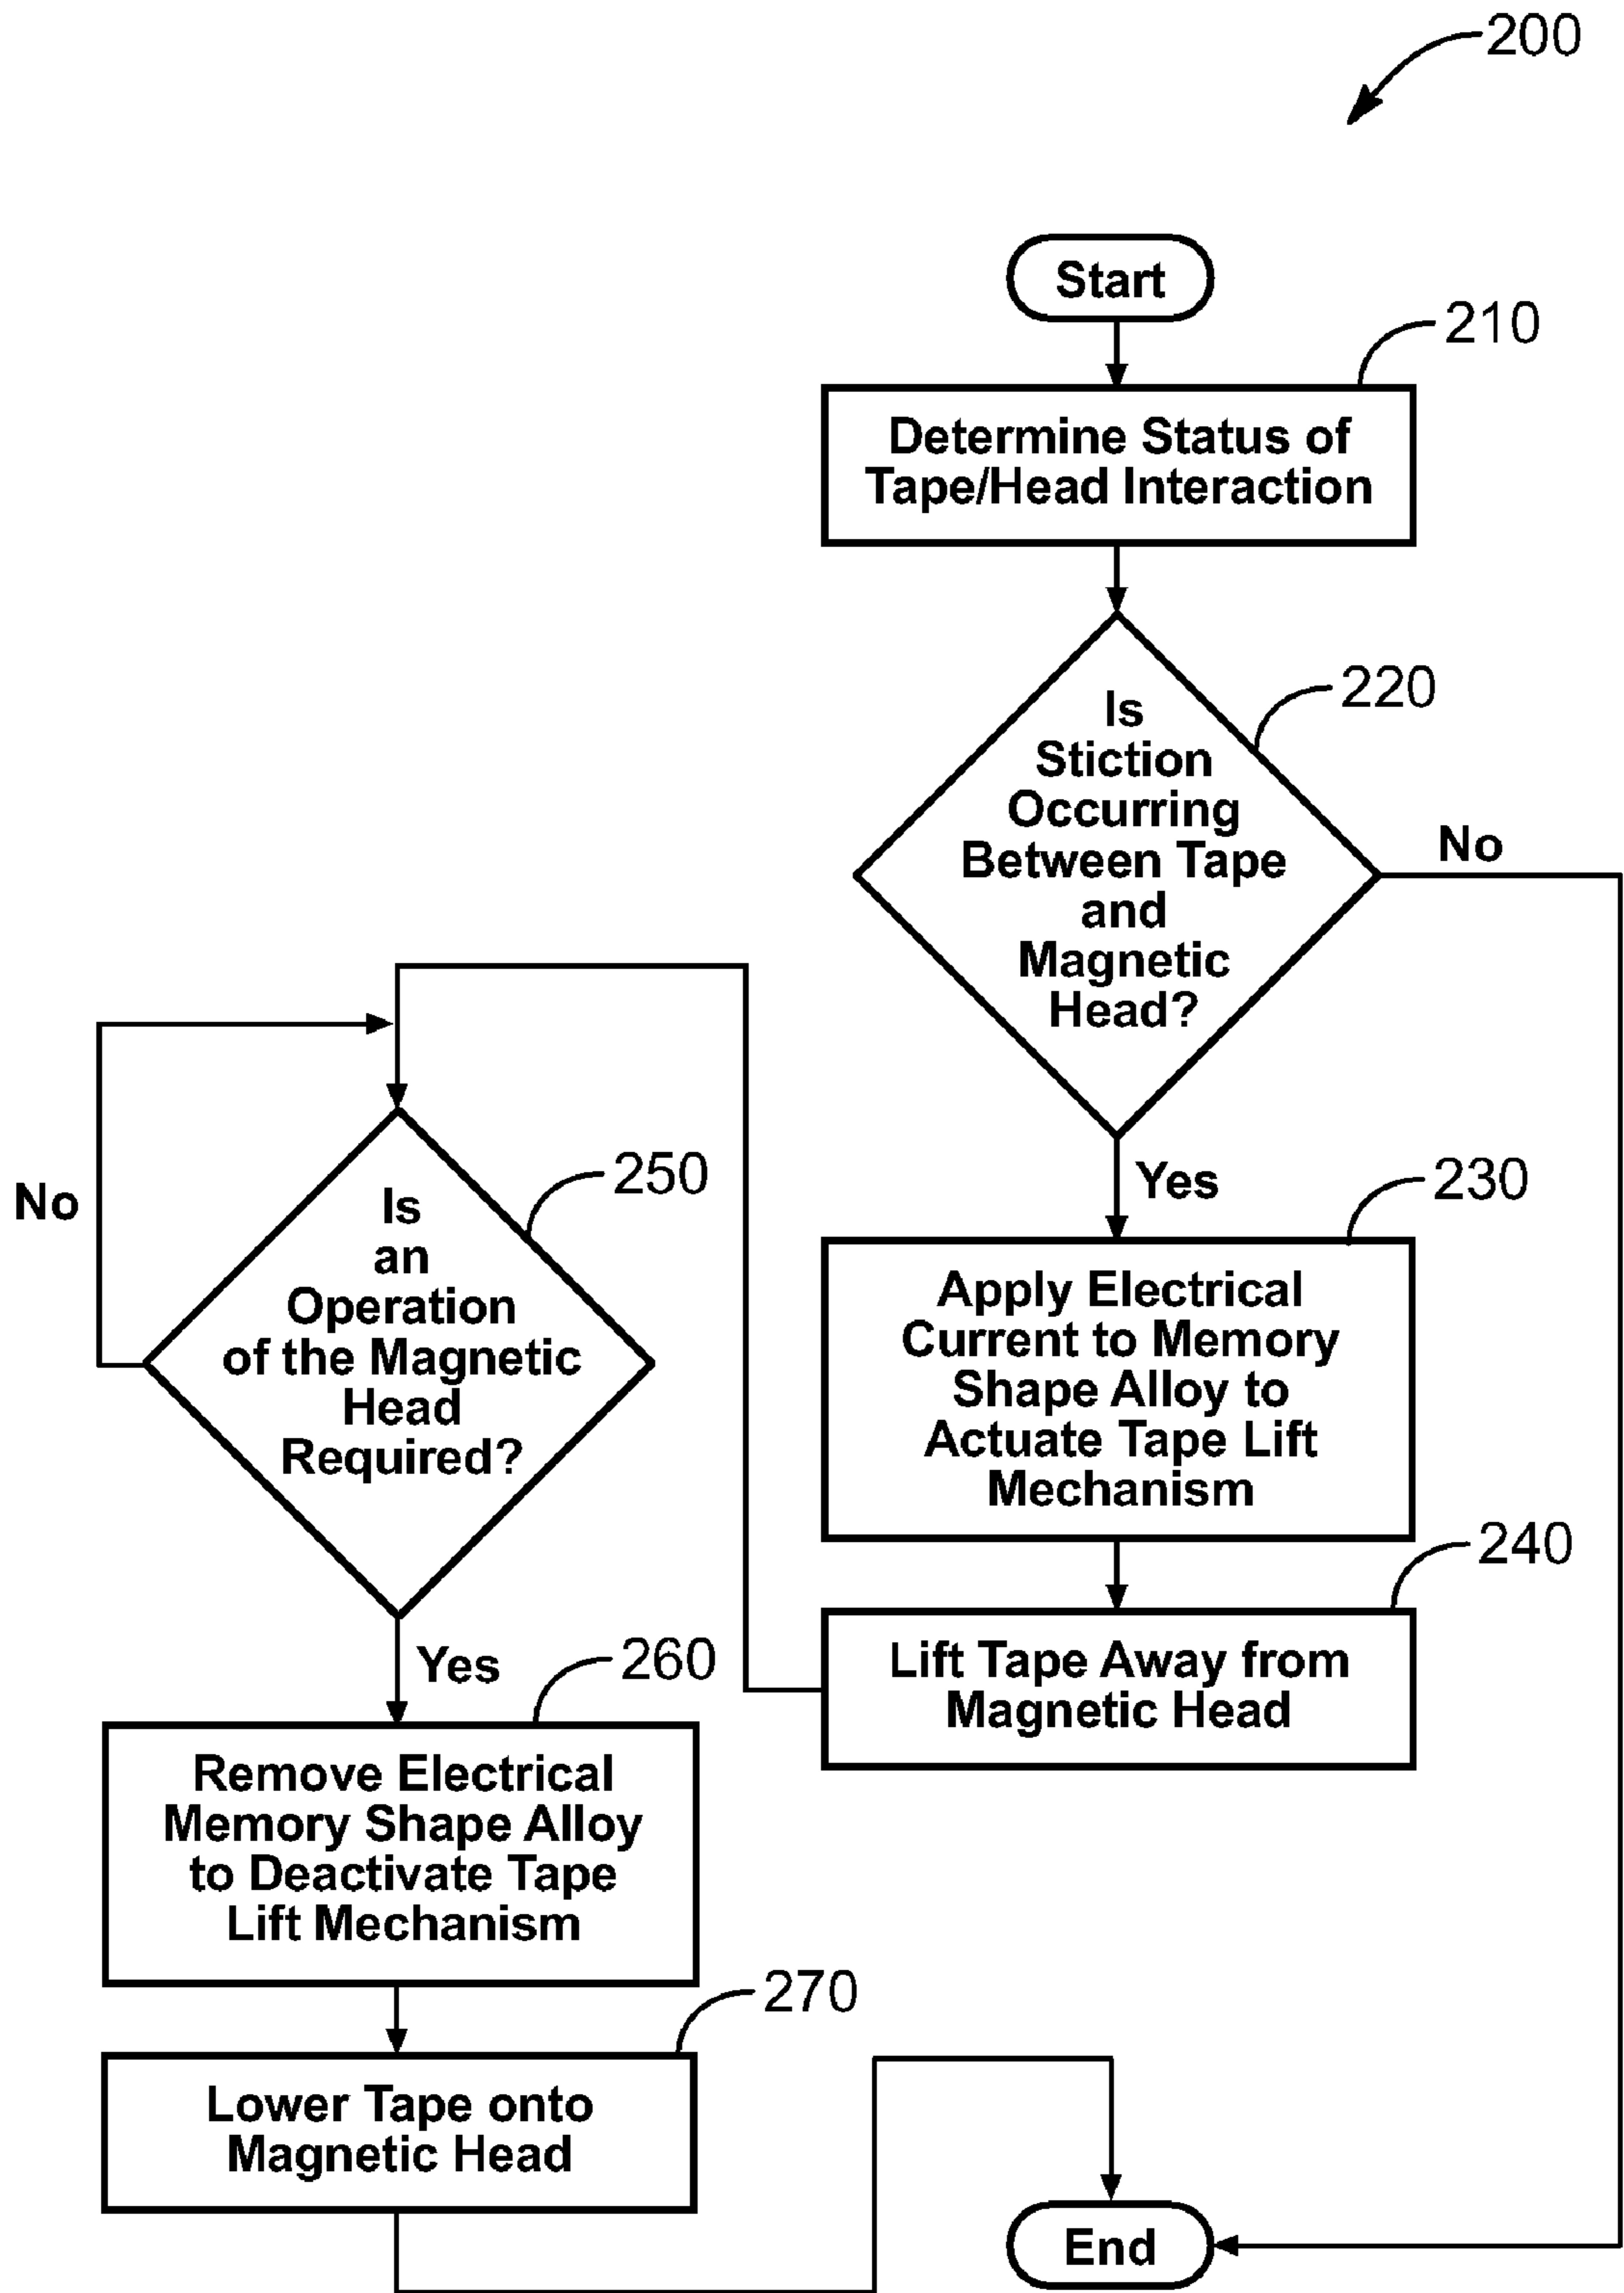 200
Start
210
Determine Status of
Tape/Head Interaction
220
Is
Stiction
Occurring
Between Tape
and
Magnetic
Head?
No
Yes
230
Apply Electrical
Current to Memory
Shape Alloy to
Actuate Tape Lift
Mechanism
240
Lift Tape Away from
Magnetic Head
250
Is
an
Operation
of the Magnetic
Head
Required?
No
Yes
260
Remove Electrical
Memory Shape Alloy
to Deactivate Tape
Lift Mechanism
270
Lower Tape onto
Magnetic Head
End